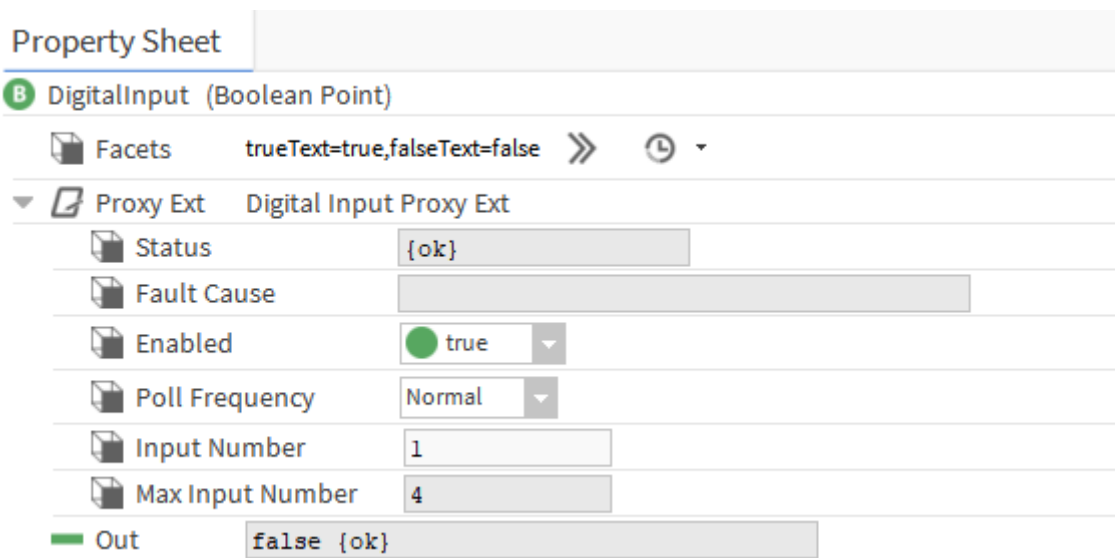 Property Sheet
B DigitalInput (Boolean Point)
Facets trueText=true,falseText=false
Proxy Ext Digital Input Proxy Ext
Status {ok}
Fault Cause
Enabled true
Poll Frequency Normal
Input Number 1
Max Input Number 4
Out false {ok}